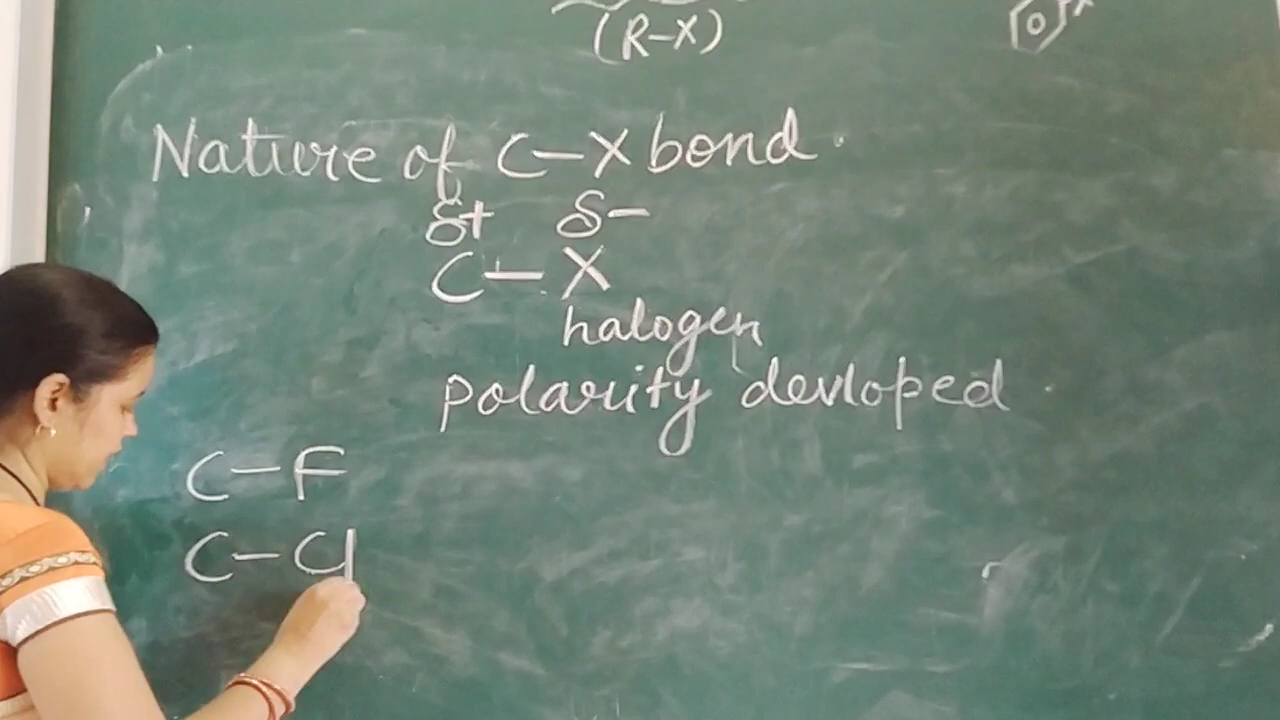 (R-X)
X
Nature of C-X bond.
δ+ δ-
C-X
halogen
polarity devloped
C-F
C-Cl